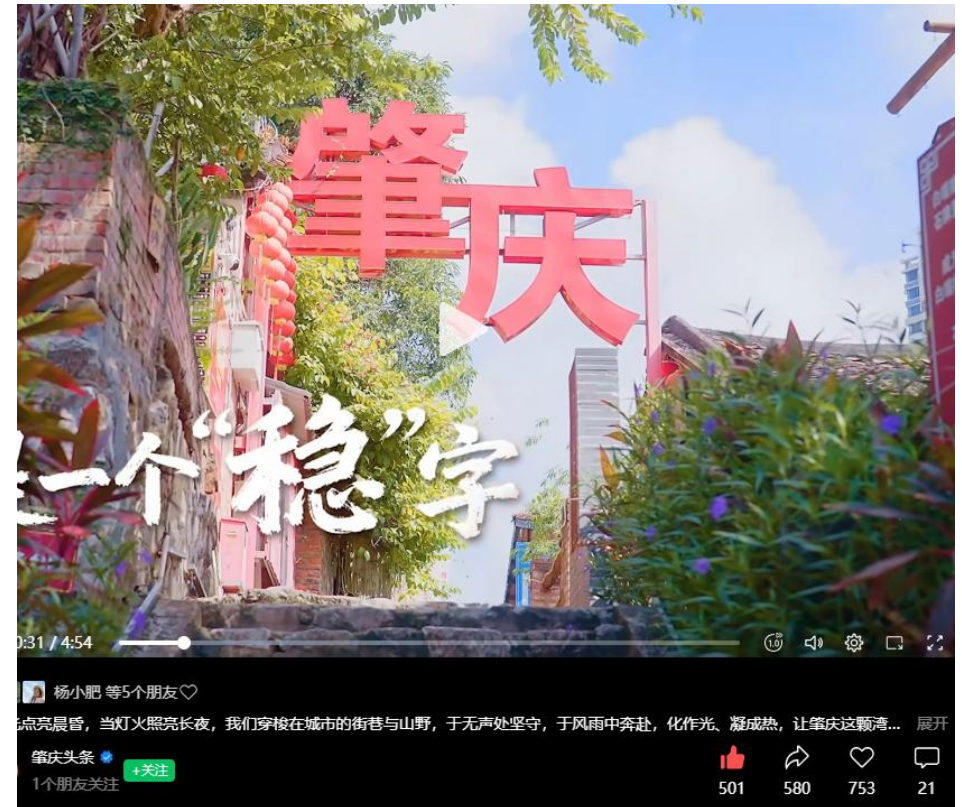 肇庆
一个“稳”字
0:31 / 4:54
1.0
杨小肥 等5个朋友♡
点亮晨昏，当灯火照亮长夜，我们穿梭在城市的街巷与山野，于无声处坚守，于风雨中奔赴，化作光、凝成热，让肇庆这颗湾... 展开
肇庆头条
+关注
1个朋友关注
501 580 753 21